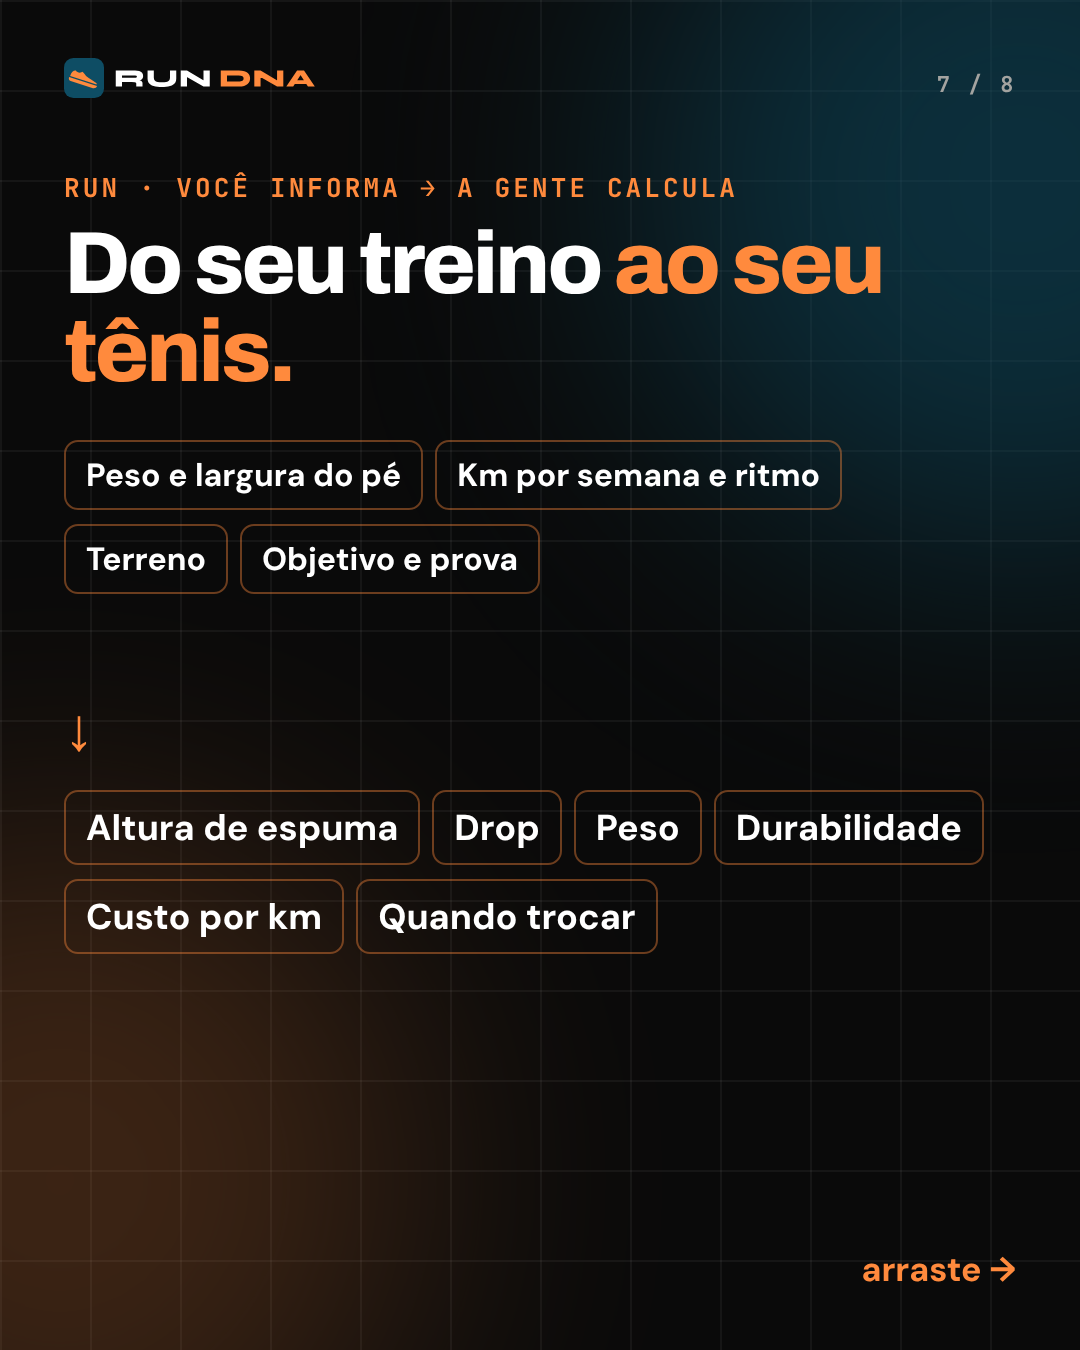 RUN DNA
7 / 8
RUN · VOCÊ INFORMA → A GENTE CALCULA
Do seu treino ao seu
tênis.
Peso e largura do pé
Km por semana e ritmo
Terreno
Objetivo e prova
↓
Altura de espuma
Drop
Peso
Durabilidade
Custo por km
Quando trocar
arraste →